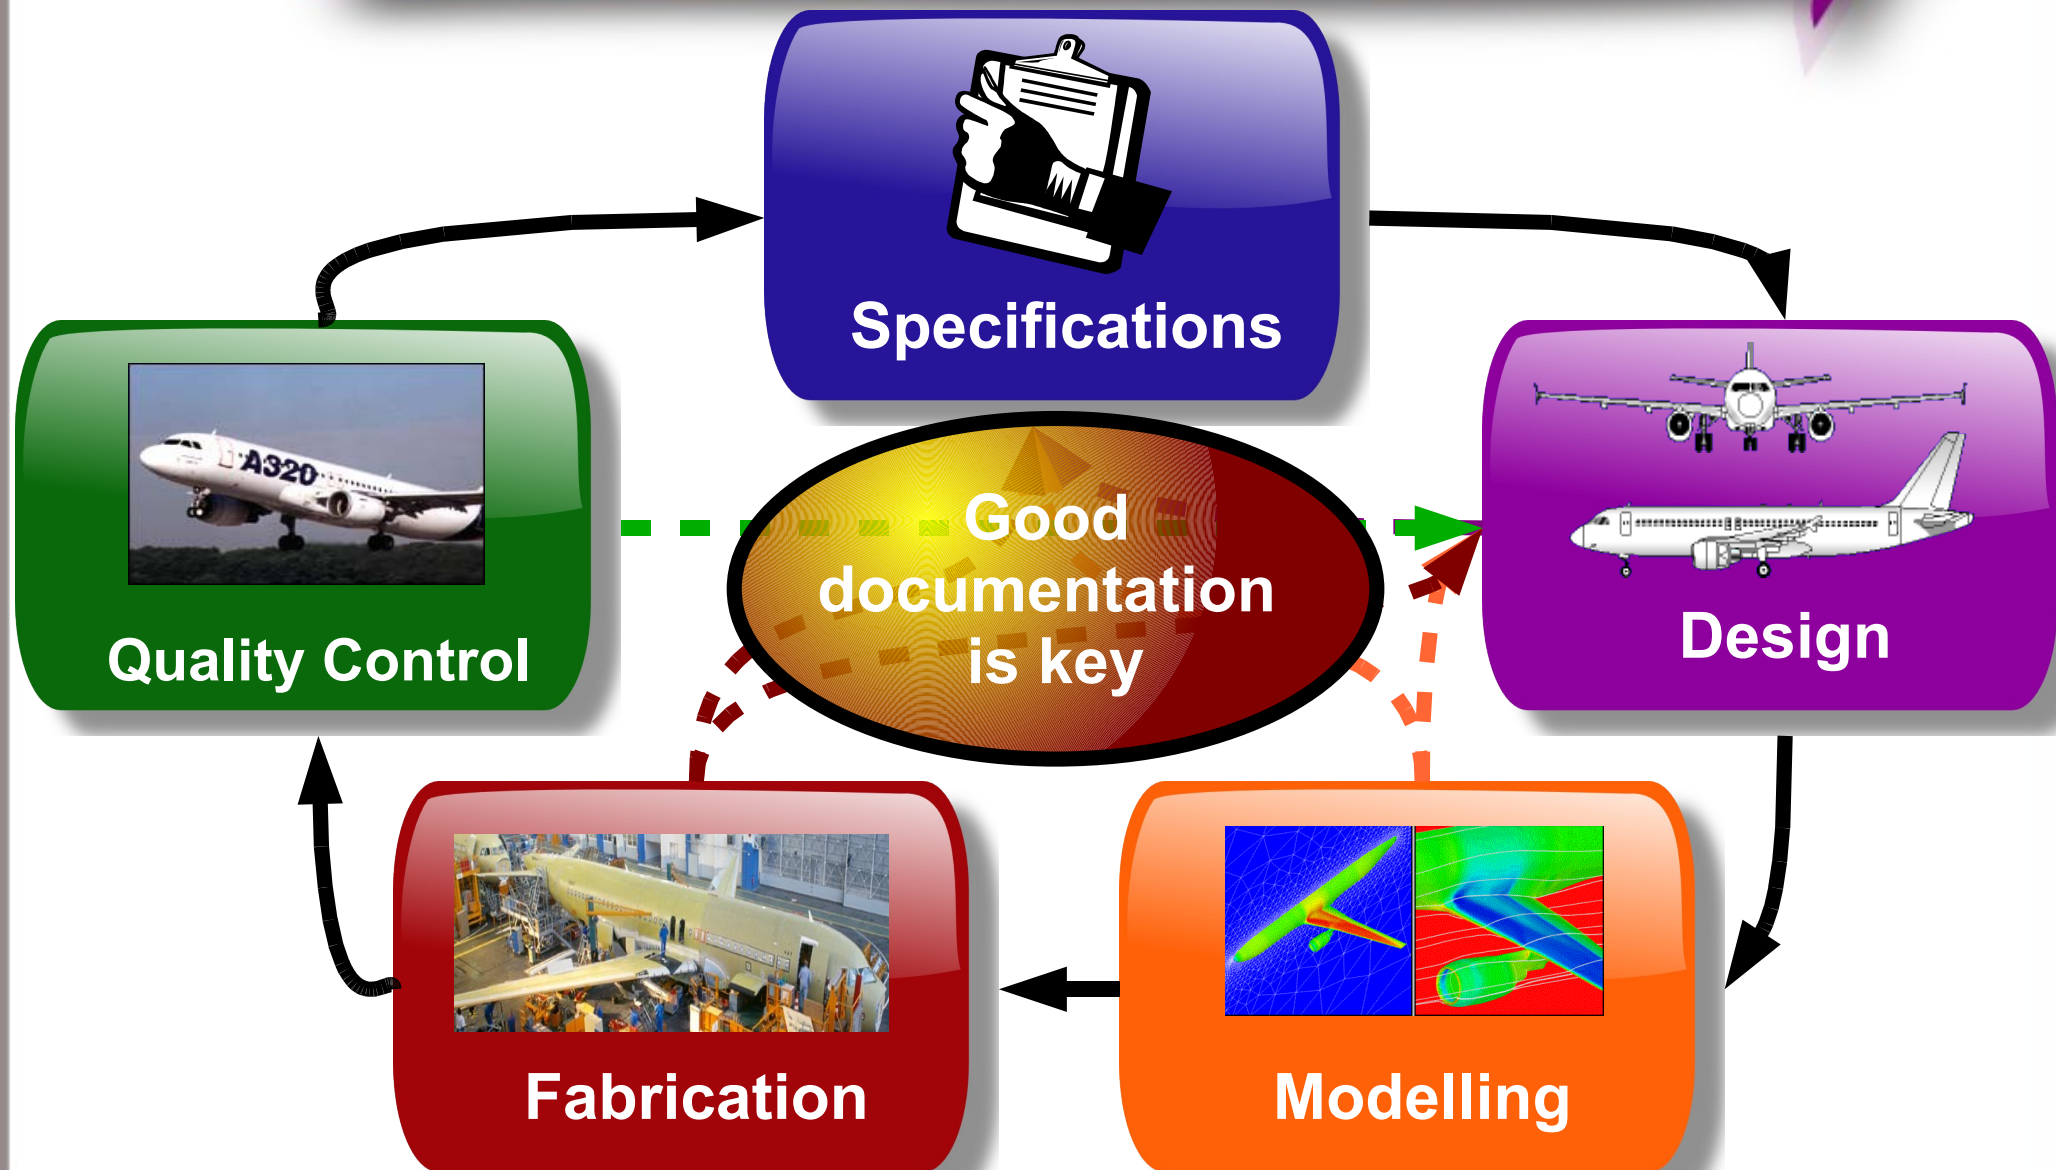 Specifications
A320
Quality Control
Good
documentation
is key
Design
Fabrication
Modelling